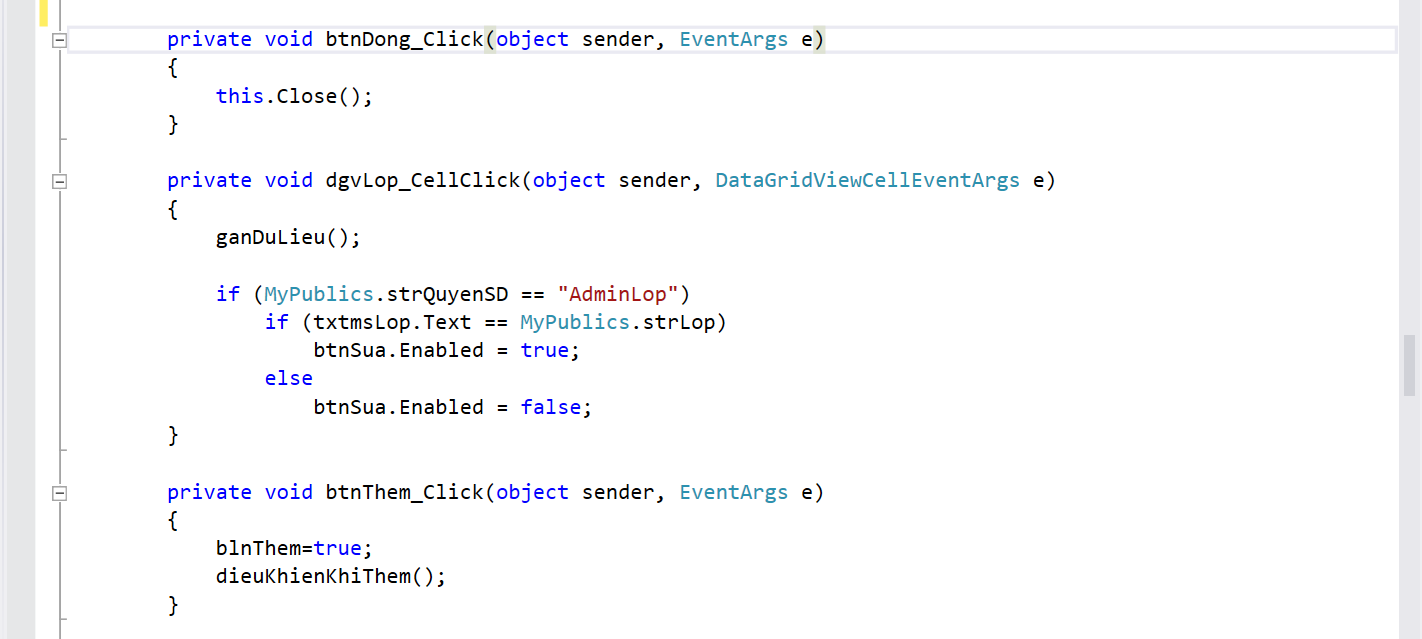 private void btnDong_Click(object sender, EventArgs e)
{
this.Close();
}
private void dgvLop_CellClick(object sender, DataGridViewCellEventArgs e)
{
ganDuLieu();
if (MyPublics.strQuyenSD == "AdminLop")
if (txtmsLop.Text == MyPublics.strLop)
btnSua.Enabled = true;
else
btnSua.Enabled = false;
}
private void btnThem_Click(object sender, EventArgs e)
{
blnThem=true;
dieuKhienKhiThem();
}